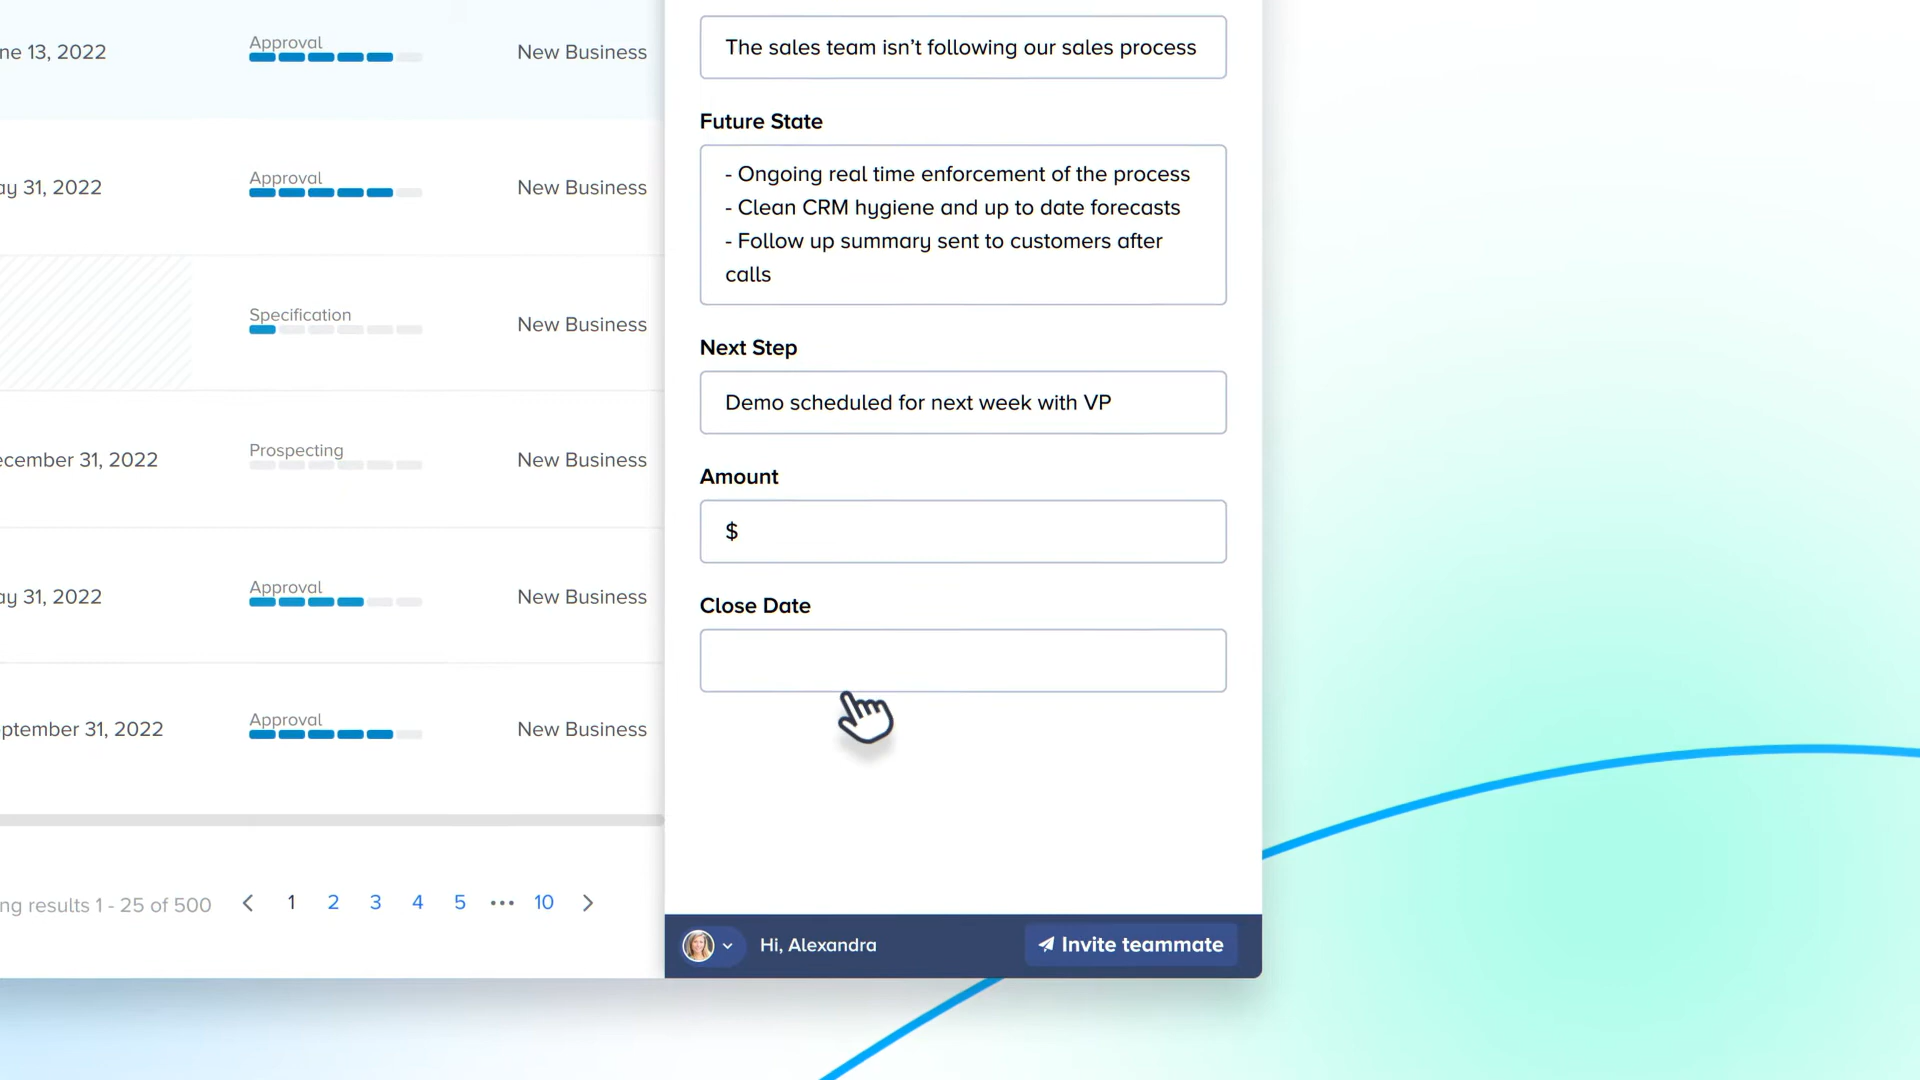 ne 13, 2022
Approval
New Business
ay 31, 2022
Approval
New Business
Specification
New Business
ecember 31, 2022
Prospecting
New Business
ay 31, 2022
Approval
New Business
ptember 31, 2022
Approval
New Business
ng results 1 - 25 of 500
1 2 3 4 5 ••• 10
The sales team isn’t following our sales process
Future State
- Ongoing real time enforcement of the process
- Clean CRM hygiene and up to date forecasts
- Follow up summary sent to customers after
calls
Next Step
Demo scheduled for next week with VP
Amount
$
Close Date
Hi, Alexandra
Invite teammate